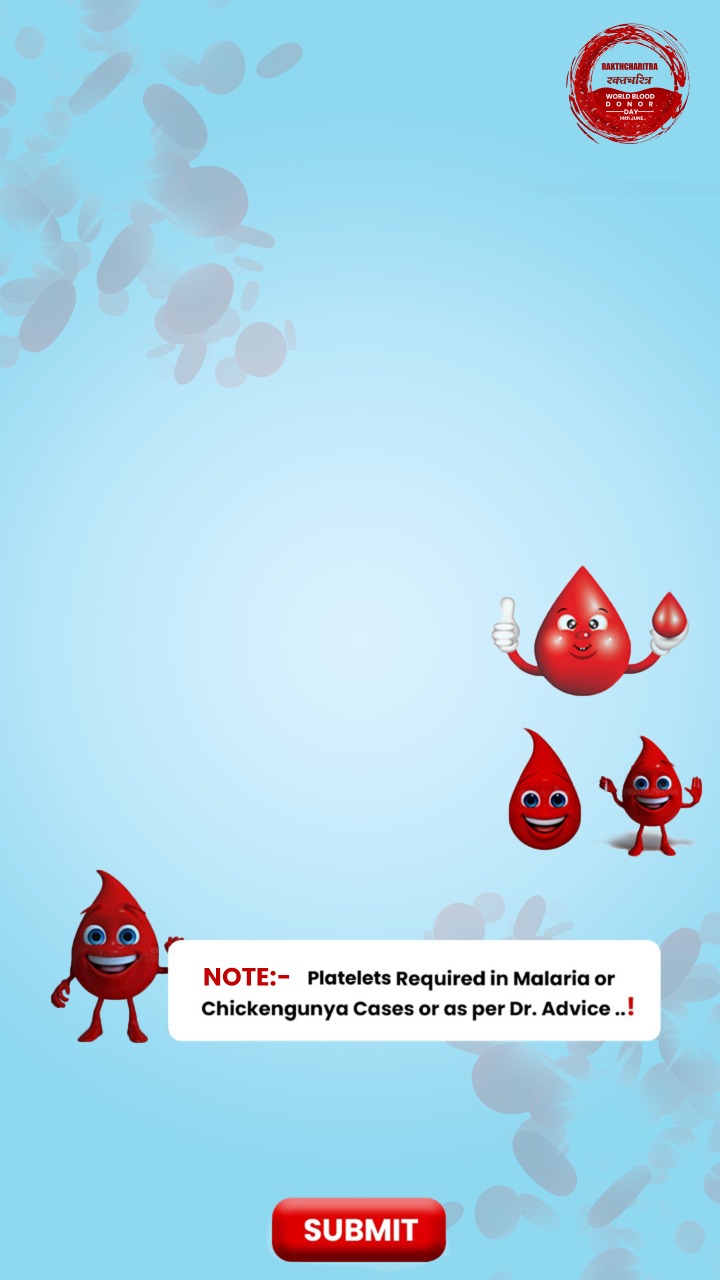 RAKTHCHARITRA
रक्तचरित्र
WORLD BLOOD
DONOR
DAY
14th JUNE.
NOTE:- Platelets Required in Malaria or
Chickengunya Cases or as per Dr. Advice ..!
SUBMIT